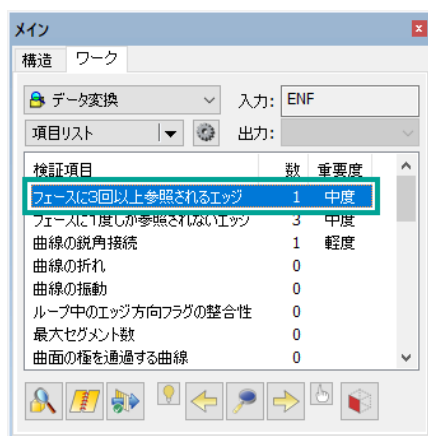 メイン
構造 ワーク
データ変換 入力: ENF
項目リスト 出力:
検証項目 数 重要度
フェースに3回以上参照されるエッジ 1 中度
フェースに1度しか参照されないエッジ 3 中度
曲線の鋭角接続 1 軽度
曲線の折れ 0
曲線の振動 0
ループ中のエッジ方向フラグの整合性 0
最大セグメント数 0
曲面の極を通過する曲線 0